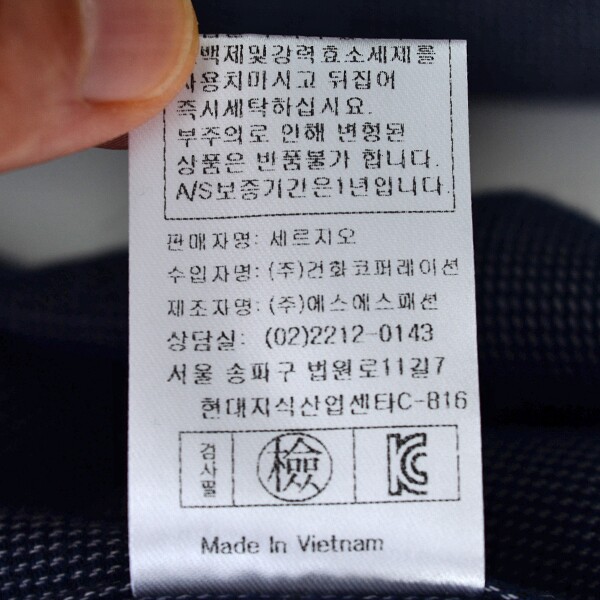 백제및강력효소세제를
사용치마시고 뒤집어
즉시세탁하십시요.
부주의로 인해 변형된
상품은 반품불가 합니다.
A/S보증기간은1년입니다.
판매자명: 세르지오
수입자명: (주)건화코퍼레이션
제조자명: (주)에스에스패션
상담실: (02)2212-0143
서울 송파구 법원로11길7
현대지식산업센타C-816
검사필 檢 KC
Made In Vietnam